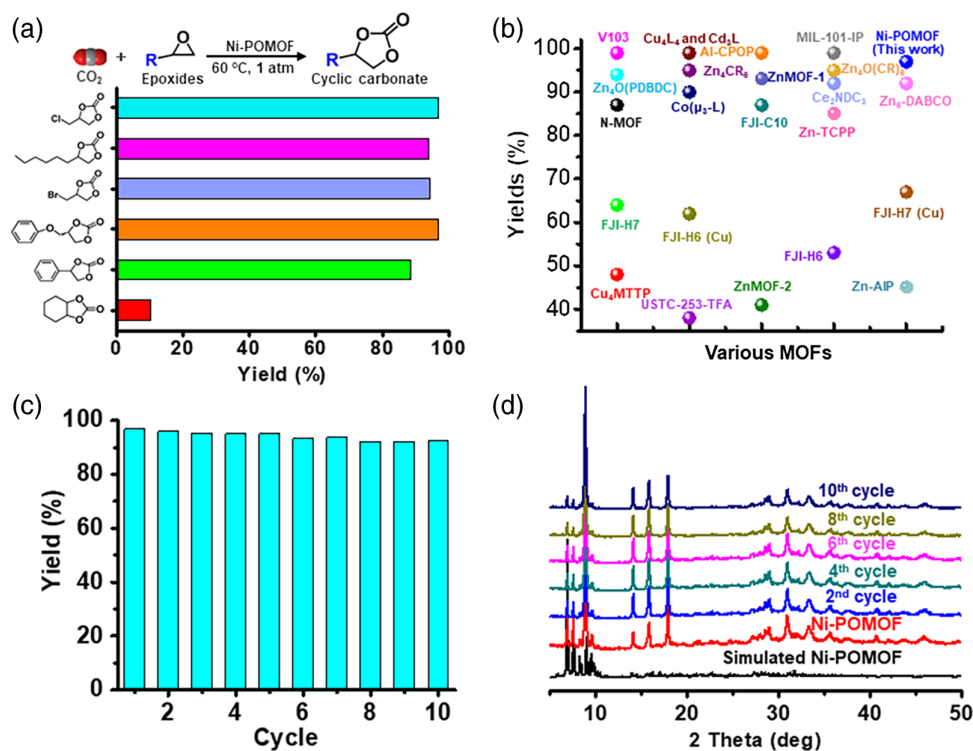 (a)
CO2
+
R
Epoxides
Ni-POMOF
60 °C, 1 atm
R
O
O
O
Cyclic carbonate
Cl
Br
O
0
20
40
60
80
100
Yield (%)
(b)
100
90
80
70
60
50
40
Yields (%)
V103
Cu4L4 and Cd5L
MIL-101-IP
Ni-POMOF
(This work)
Al-CPOP
Zn4CR8
ZnMOF-1
Zn4O(CR)6
Zn4O(PDBDC)
Co(μ3-L)
Ce2NDC3
Zn6-DABCO
N-MOF
FJI-C10
Zn-TCPP
FJI-H7
FJI-H6 (Cu)
FJI-H7 (Cu)
FJI-H6
Cu4MTTP
USTC-253-TFA
ZnMOF-2
Zn-AIP
Various MOFs
(c)
100
80
60
40
20
0
Yield (%)
2
4
6
8
10
Cycle
(d)
10th cycle
8th cycle
6th cycle
4th cycle
2nd cycle
Ni-POMOF
Simulated Ni-POMOF
10
20
30
40
50
2 Theta (deg)